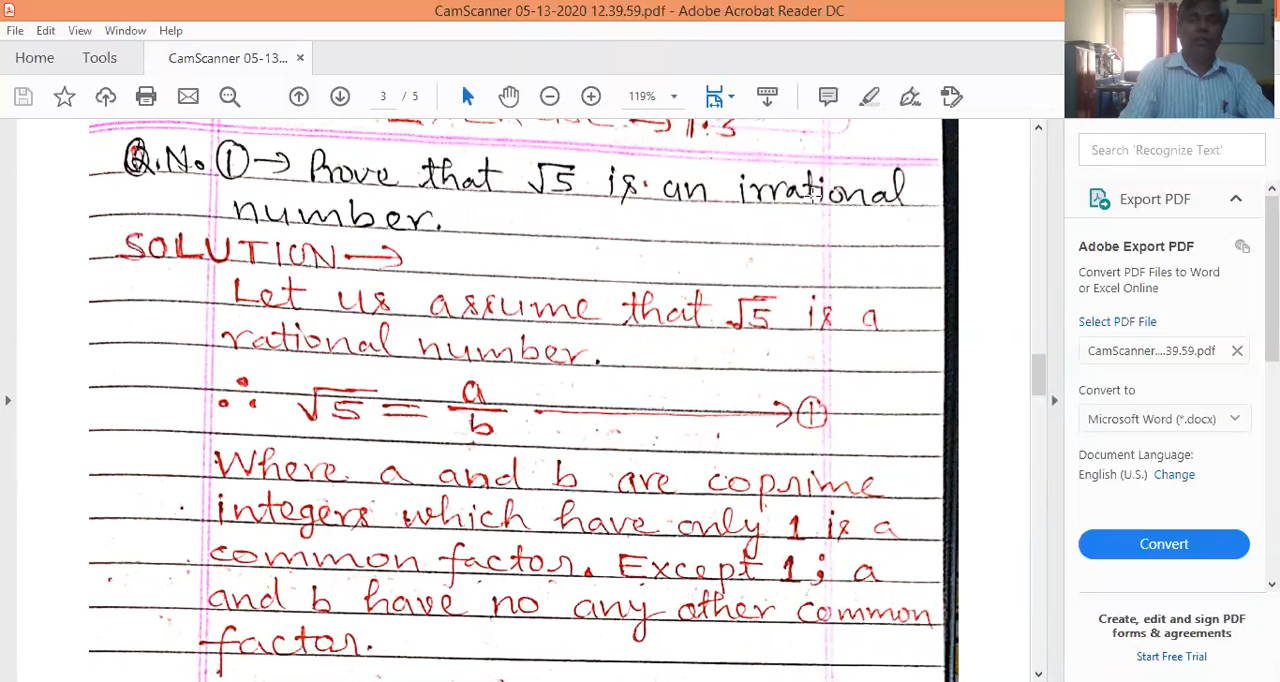 CamScanner 05-13-2020 12.39.59.pdf - Adobe Acrobat Reader DC
File Edit View Window Help
Home Tools CamScanner 05-13... ×
3 / 5 119%
Q.N. ① → Prove that √5 is an irrational
number.
SOLUTION →
Let us assume that √5 is a
rational number.
∴ √5 = a/b → ①
Where a and b are coprime
integers which have only 1 is a
common factor. Except 1; a
and b have no any other common
factor.
Search 'Recognize Text'
Export PDF
Adobe Export PDF
Convert PDF Files to Word
or Excel Online
Select PDF File
CamScanner....39.59.pdf ×
Convert to
Microsoft Word (*.docx)
Document Language:
English (U.S.) Change
Convert
Create, edit and sign PDF
forms & agreements
Start Free Trial